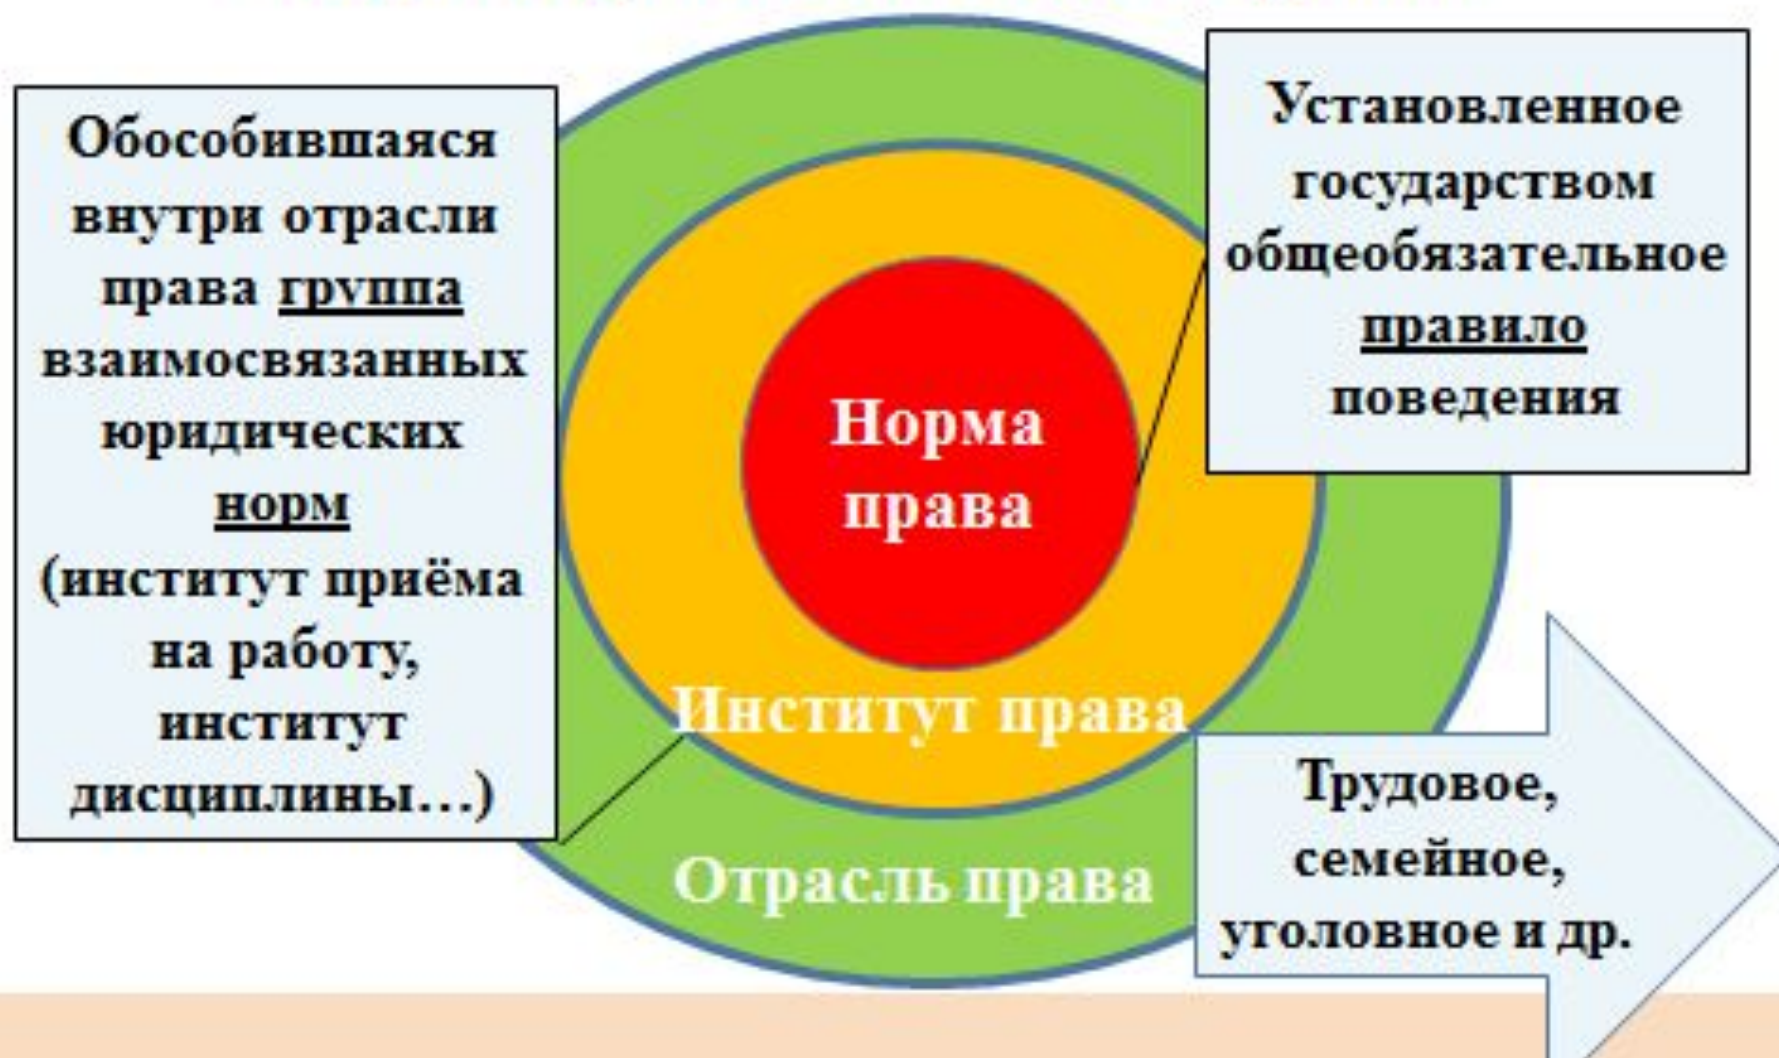 Обособившаяся
внутри отрасли
права группа
взаимосвязанных
юридических
норм
(институт приёма
на работу,
институт
дисциплины…)
Установленное
государством
общеобязательное
правило
поведения
Норма
права
Институт права
Отрасль права
Трудовое,
семейное,
уголовное и др.